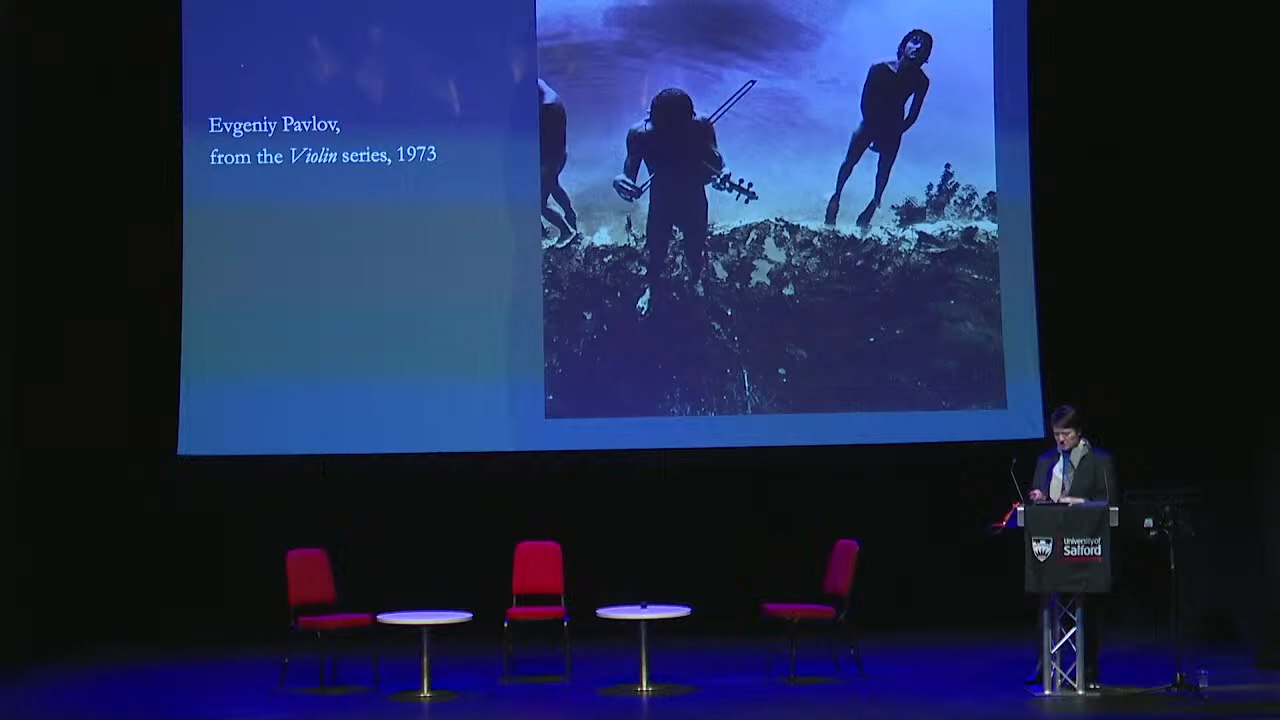 Evgeniy Pavlov,
from the Violin series, 1973
University of
Salford